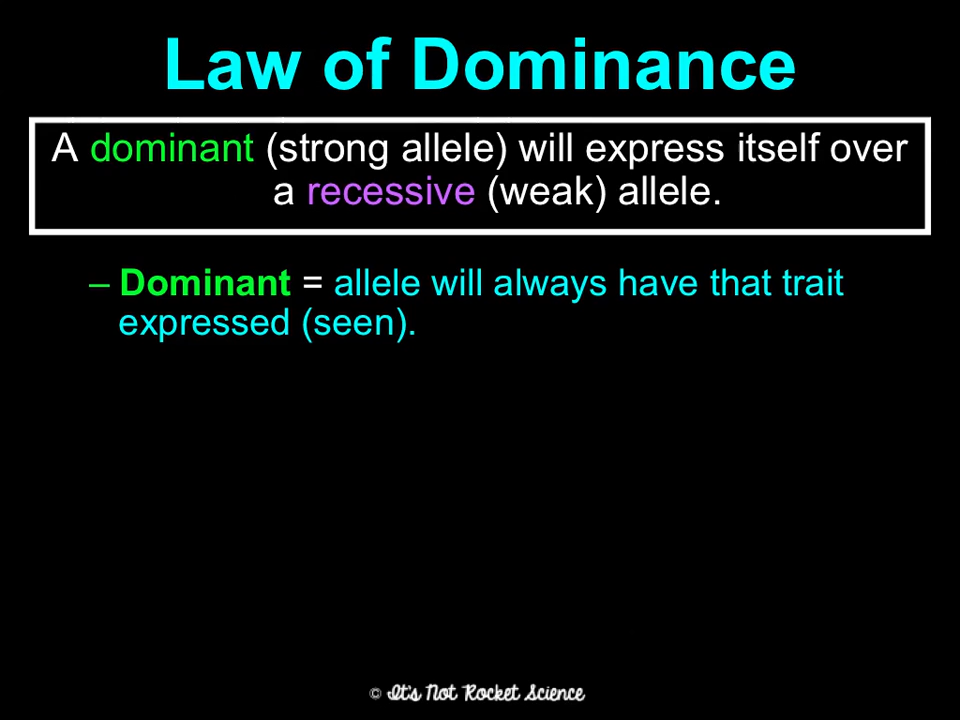 Law of Dominance
A dominant (strong allele) will express itself over
a recessive (weak) allele.
– Dominant = allele will always have that trait
expressed (seen).
© It's Not Rocket Science